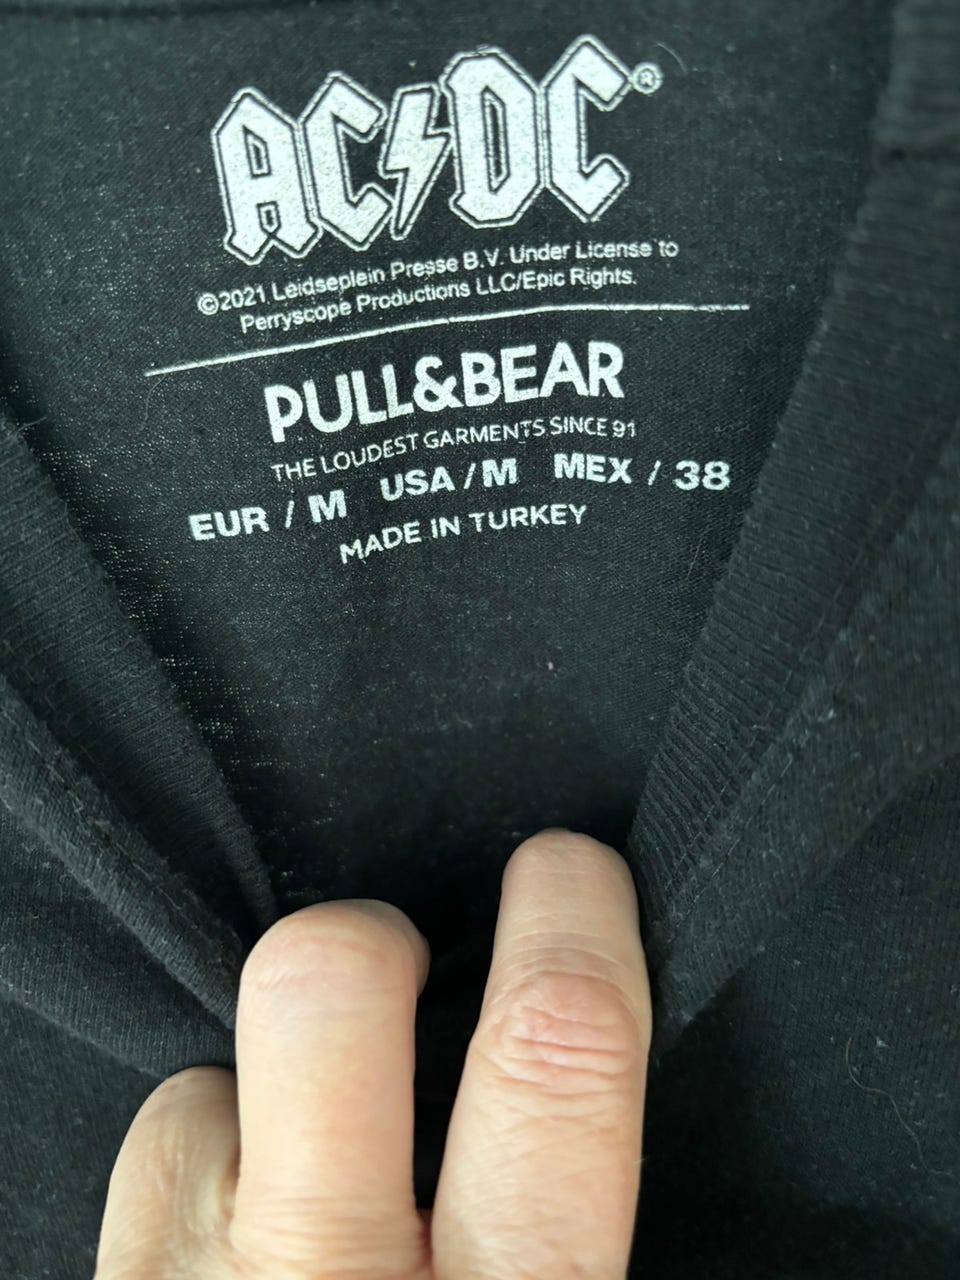 AC⚡DC®
©2021 Leidseplein Presse B.V. Under License to
Perryscope Productions LLC/Epic Rights.
PULL&BEAR
THE LOUDEST GARMENTS SINCE 91
EUR / M USA / M MEX / 38
MADE IN TURKEY